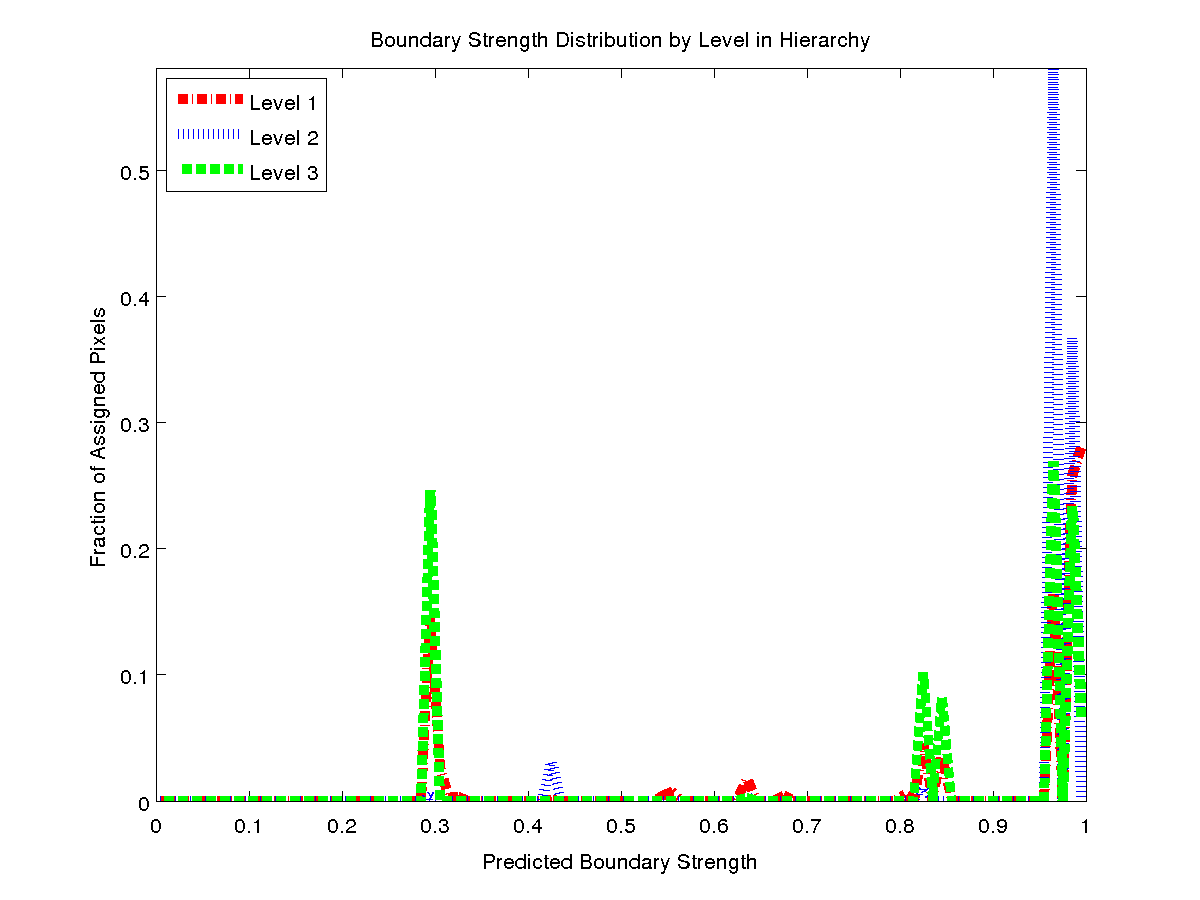 Boundary Strength Distribution by Level in Hierarchy
Level 1
Level 2
Level 3
0.5
0.4
0.3
0.2
0.1
0
Fraction of Assigned Pixels
0 0.1 0.2 0.3 0.4 0.5 0.6 0.7 0.8 0.9 1
Predicted Boundary Strength